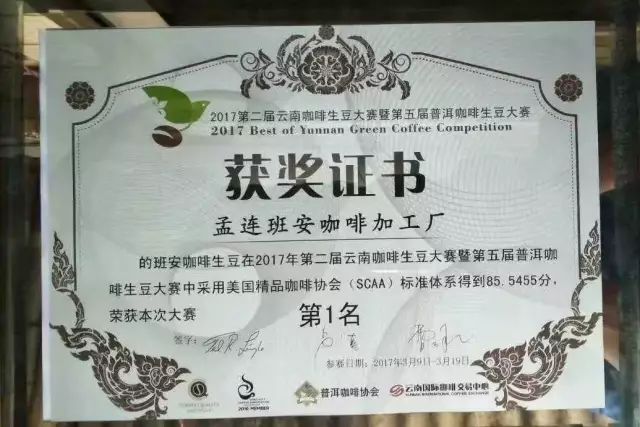 2017第二届云南咖啡生豆大赛暨第五届普洱咖啡生豆大赛
2017 Best of Yunnan Green Coffee Competition
获奖证书
孟连班安咖啡加工厂
的班安咖啡生豆在2017年第二届云南咖啡生豆大赛暨第五届普洱咖
啡生豆大赛中采用美国精品咖啡协会（SCAA）标准体系得到85.5455分，
荣获本次大赛
第1名
签字：
参赛日期：2017年3月9日—3月19日
2016 MEMBER
普洱咖啡协会
云南国际咖啡交易中心
YUNNAN INTERNATIONAL COFFEE EXCHANGE